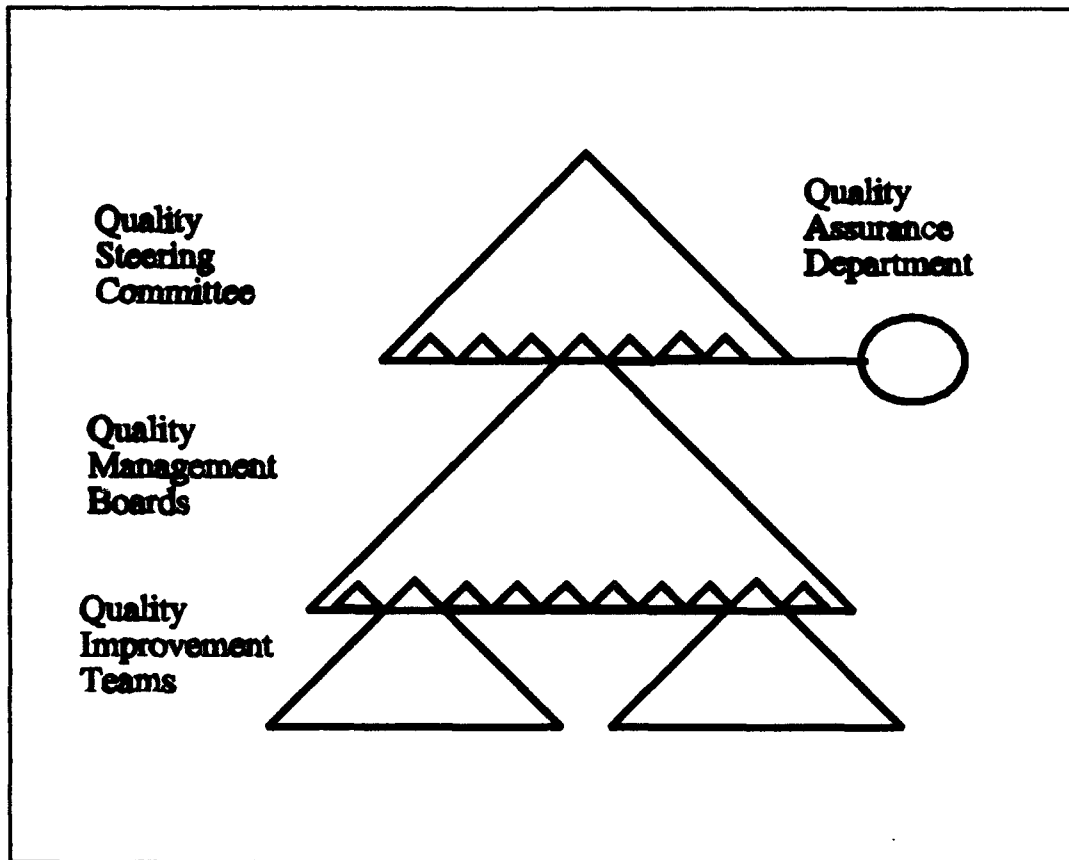 Quality
Steering
Committee
Quality
Assurance
Department
Quality
Management
Boards
Quality
Improvement
Teams